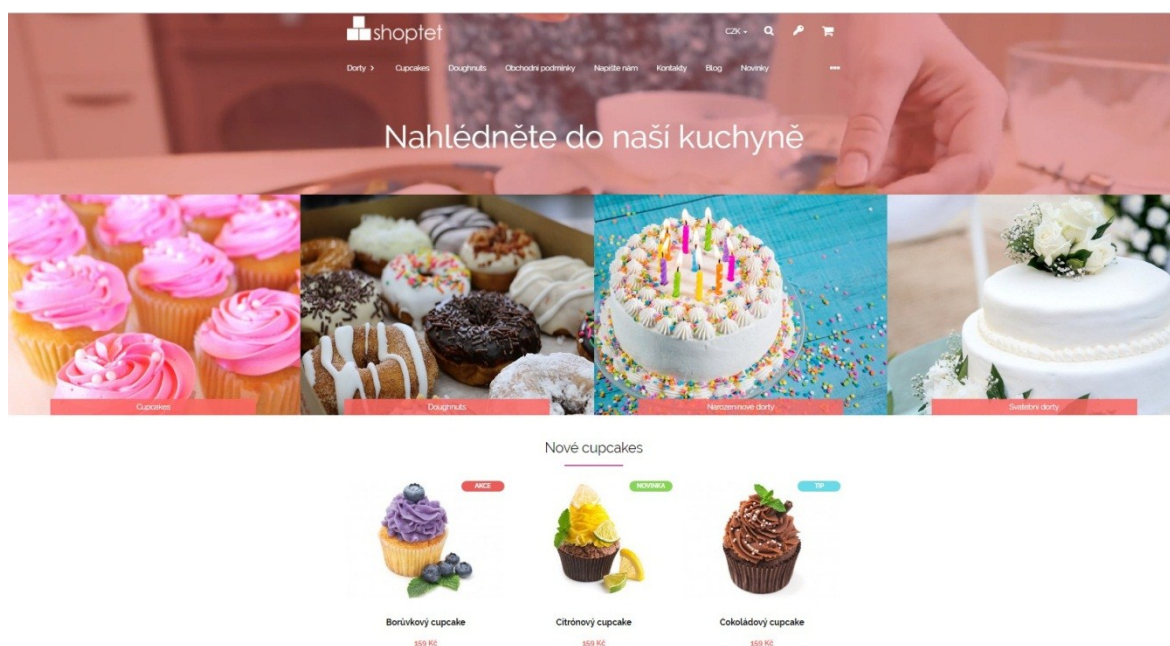 shoptet
CZK
Dorty > Cupcakes Doughnuts Obchodní podmínky Napište nám Kontakty Blog Novinky
Nahlédněte do naší kuchyně
Cupcakes Doughnuts Narozeninové dorty Svatební dorty
Nové cupcakes
AKCE NOVINKA TIP
Borůvkový cupcake Citrónový cupcake Čokoládový cupcake
159 Kč 159 Kč 159 Kč